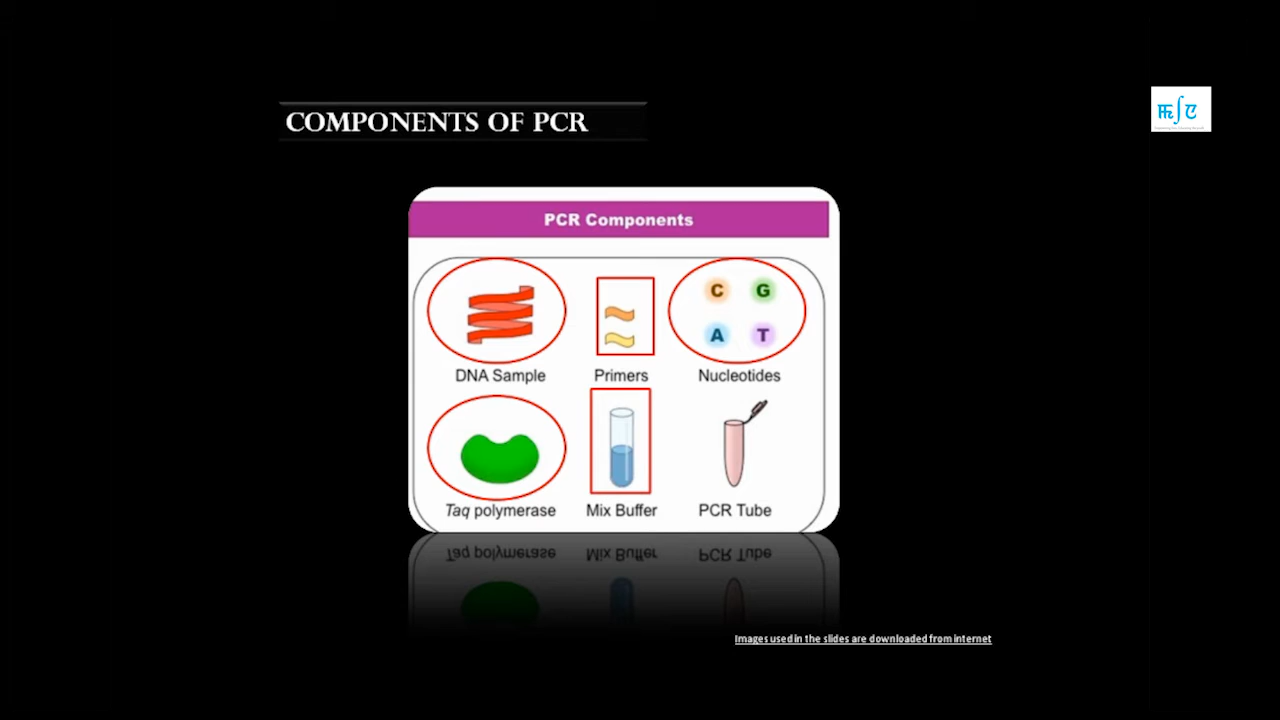 COMPONENTS OF PCR
PCR Components
C G
A T
DNA Sample Primers Nucleotides
Taq polymerase Mix Buffer PCR Tube
Images used in the slides are downloaded from internet